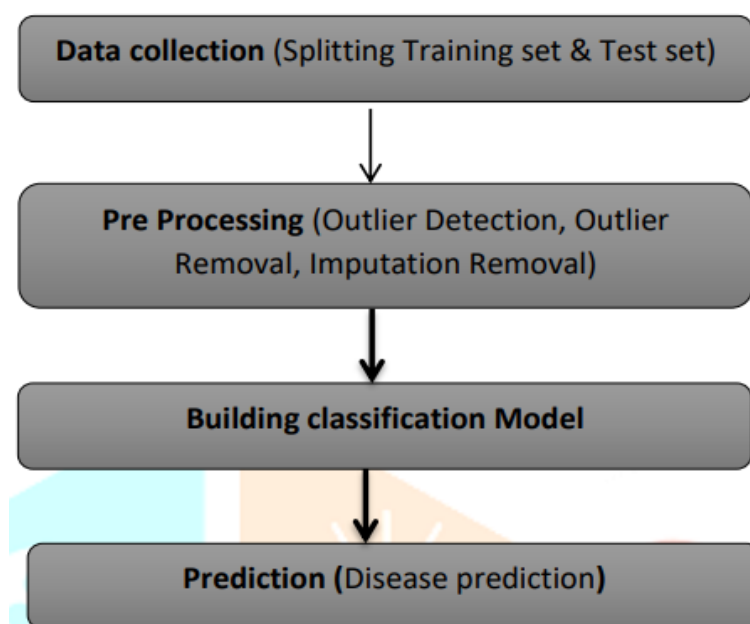 Data collection (Splitting Training set & Test set)
Pre Processing (Outlier Detection, Outlier
Removal, Imputation Removal)
Building classification Model
Prediction (Disease prediction)